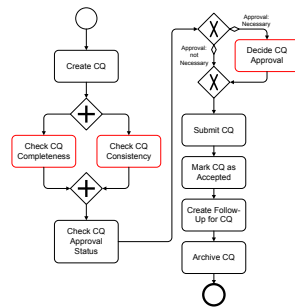 Create CQ
Check CQ
Completeness
Check CQ
Consistency
Check CQ
Approval
Status
Approval:
Necessary
Approval:
not
Necessary
Decide CQ
Approval
Submit CQ
Mark CQ as
Accepted
Create Follow-
Up for CQ
Archive CQ